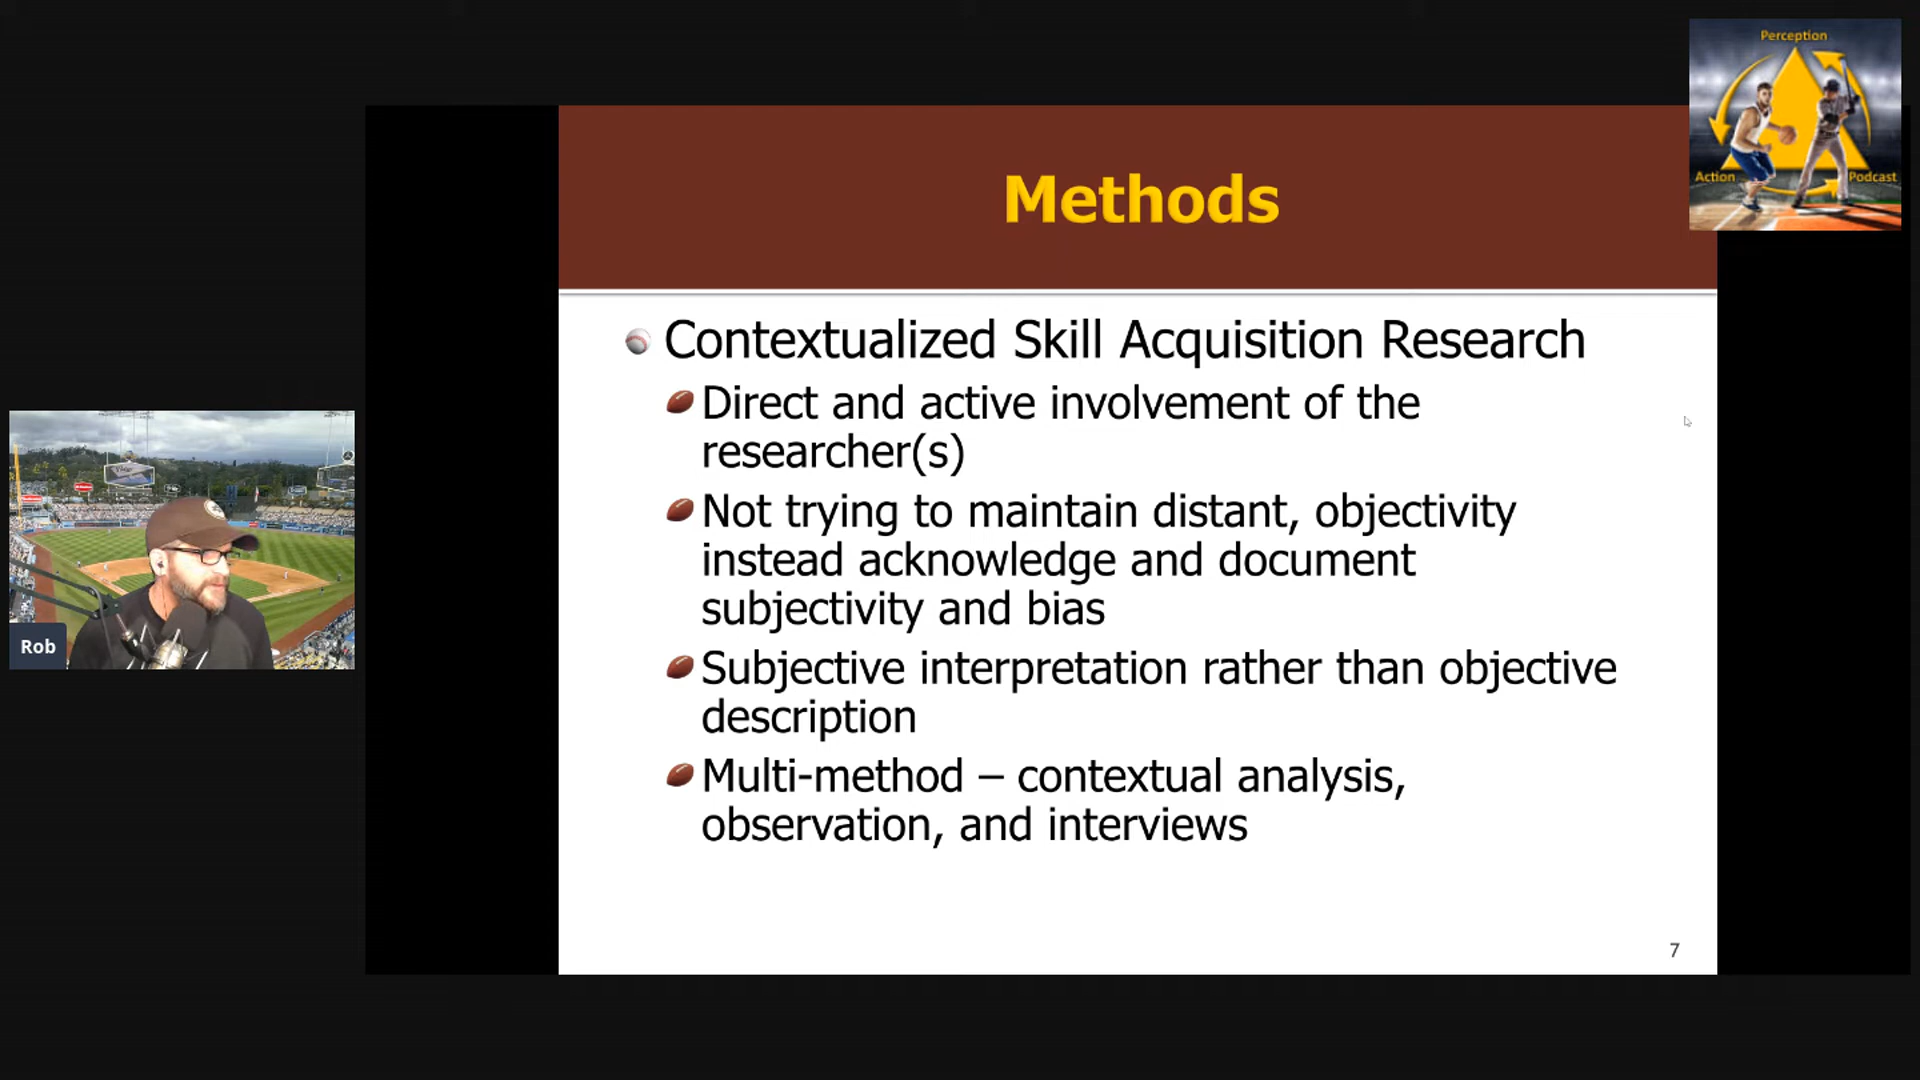 Perception
Action
Podcast
Methods
Contextualized Skill Acquisition Research
Direct and active involvement of the
researcher(s)
Not trying to maintain distant, objectivity
instead acknowledge and document
subjectivity and bias
Subjective interpretation rather than objective
description
Multi-method – contextual analysis,
observation, and interviews
7
Rob